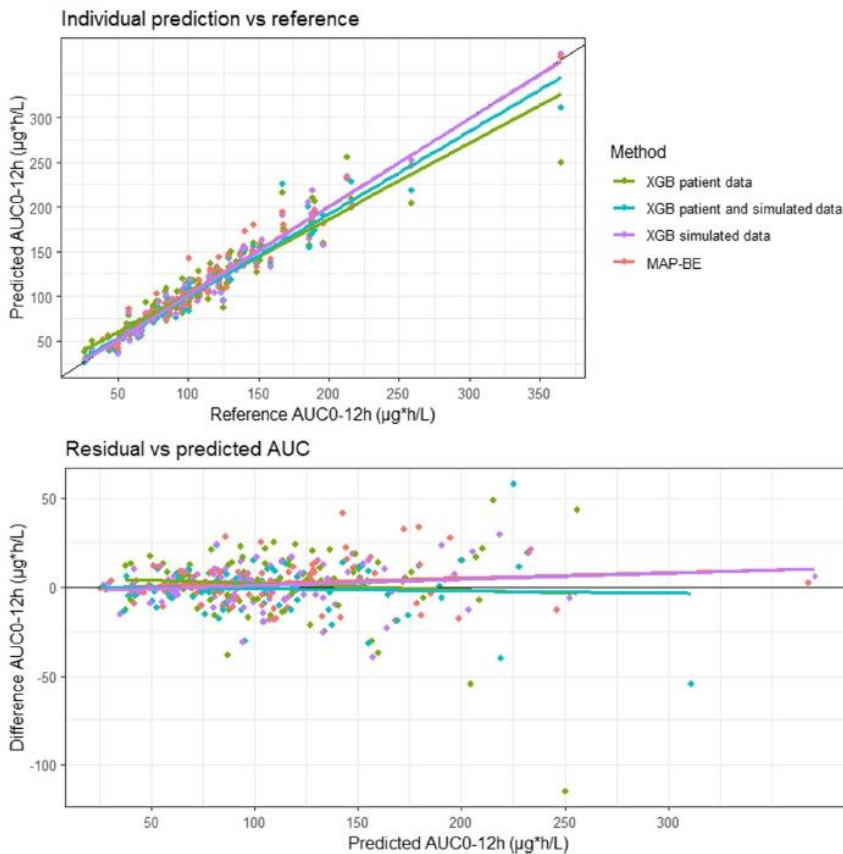 Individual prediction vs reference
Predicted AUC0-12h (µg*h/L)
300
250
200
150
100
50
50
100
150
200
250
300
350
Reference AUC0-12h (µg*h/L)
Method
XGB patient data
XGB patient and simulated data
XGB simulated data
MAP-BE
Residual vs predicted AUC
Difference AUC0-12h (µg*h/L)
50
0
-50
-100
50
100
150
200
250
300
Predicted AUC0-12h (µg*h/L)